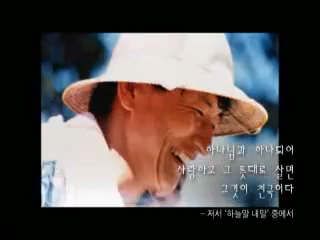 하나님과 하나되어
사랑하고 그 뜻대로 살면
그것이 천국이다
- 저서 '하늘말 내말' 중에서